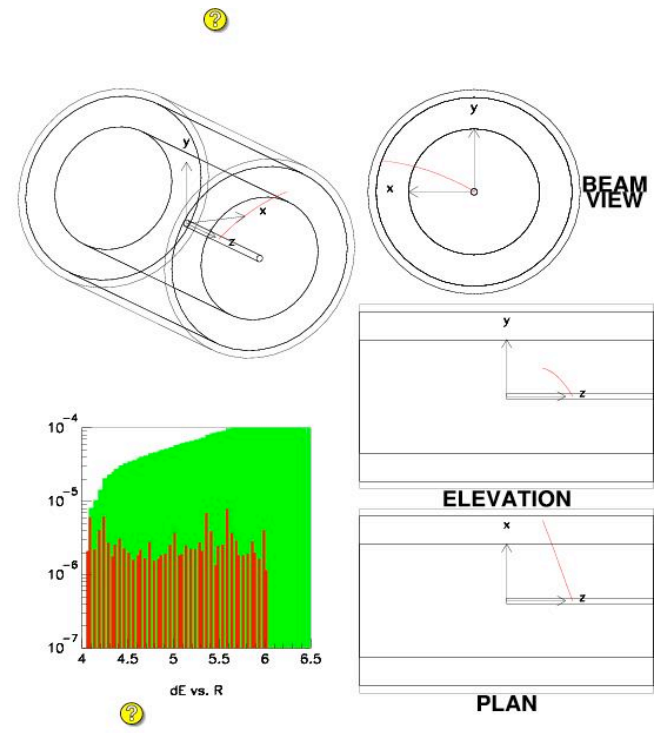 ?
y
x
z
y
x
BEAM
VIEW
y
z
ELEVATION
x
z
PLAN
10^-4
10^-5
10^-6
10^-7
4 4.5 5 5.5 6 6.5
dE vs. R
?